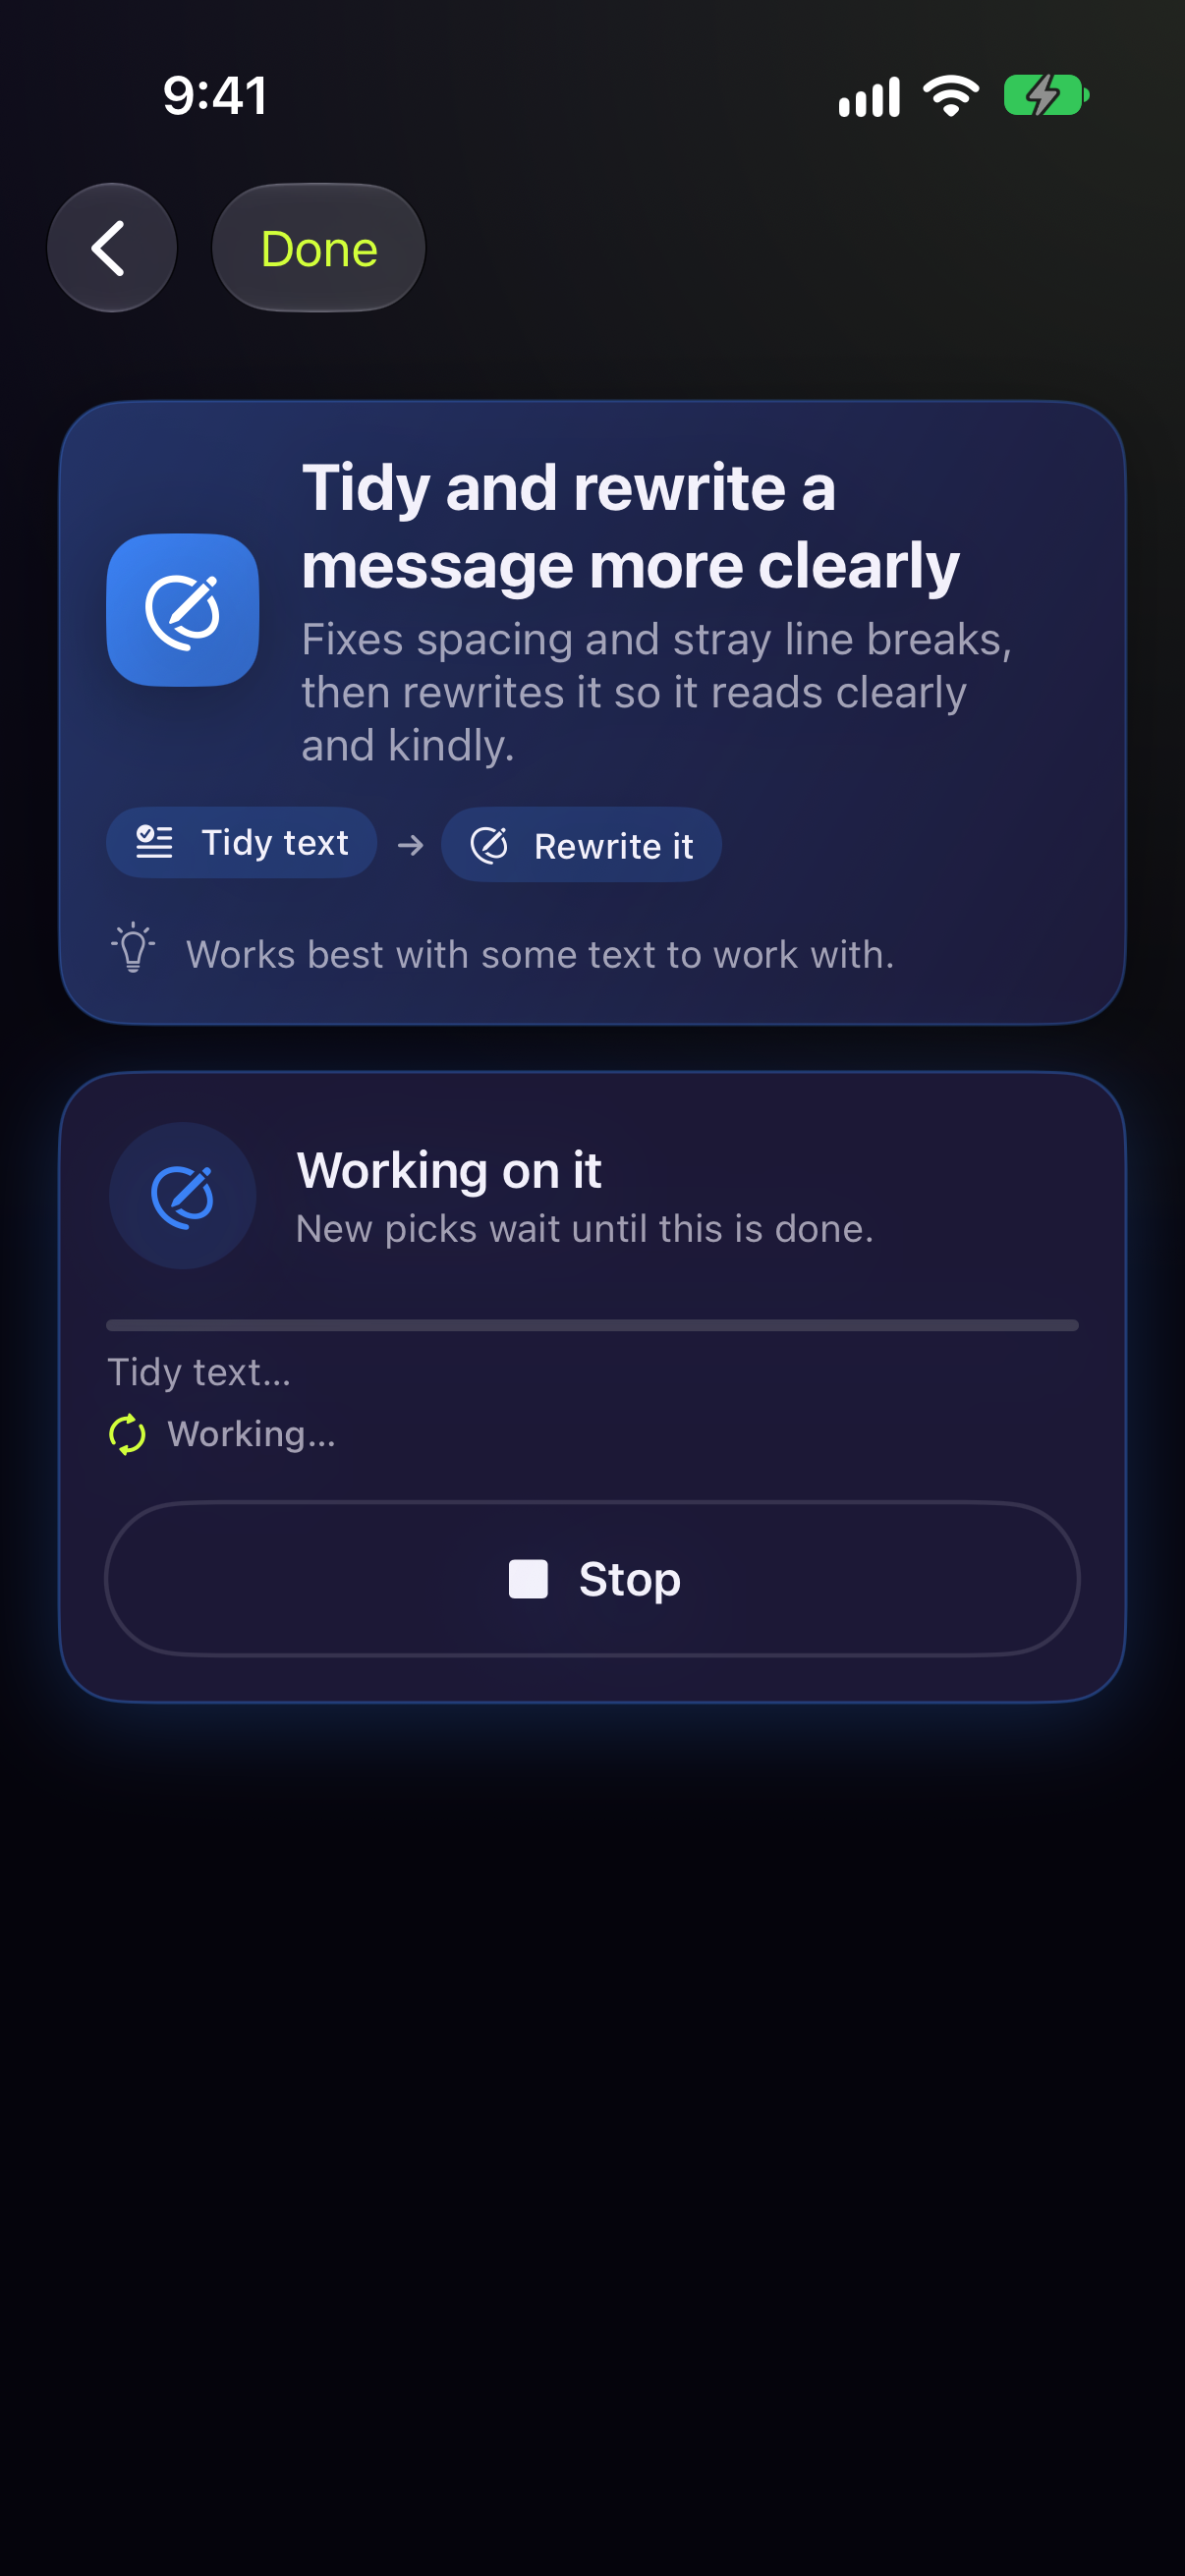 9:41
Done
Tidy and rewrite a
message more clearly
Fixes spacing and stray line breaks,
then rewrites it so it reads clearly
and kindly.
Tidy text → Rewrite it
Works best with some text to work with.
Working on it
New picks wait until this is done.
Tidy text...
Working...
Stop